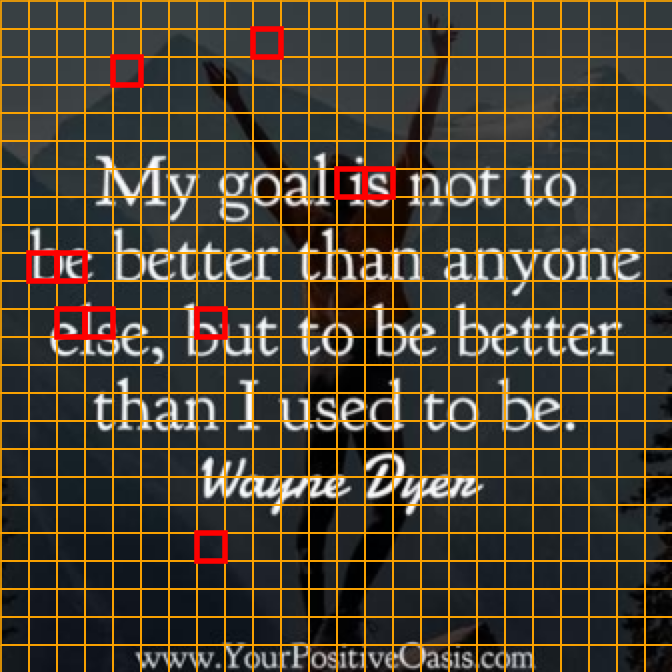 My goal is not to
be better than anyone
else, but to be better
than I used to be.
Wayne Dyer
www.YourPositiveOasis.com